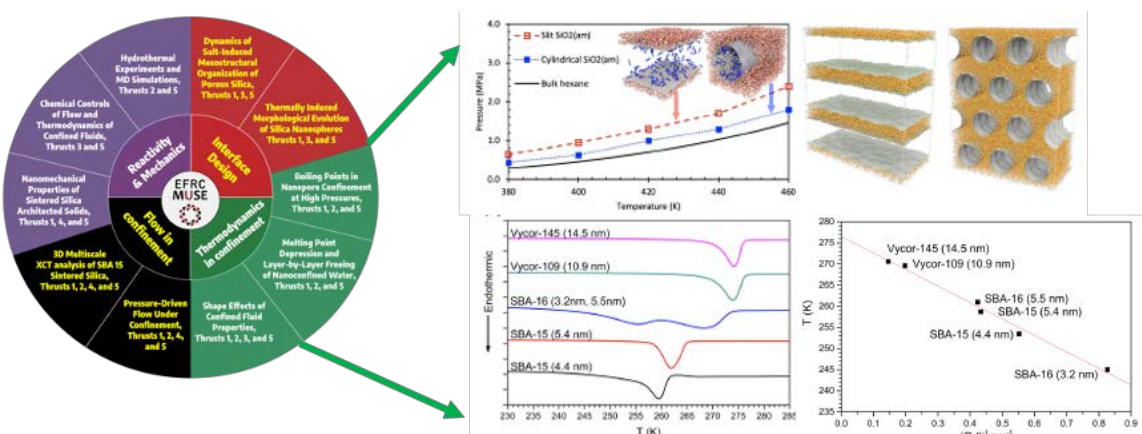 Dynamics of
Salt-Induced
Mesostructural
Organization of
Porous Silica,
Thrusts 1, 3, 5
Thermally Induced
Morphological Evolution
of Silica Nanospheres
Thrusts 1, 3, and 5
Boiling Points in
Nanopore Confinement
at High Pressures,
Thrusts 1, 2, and 5
Melting Point
Depression and
Layer-by-Layer Freeing
of Nanoconfined Water,
Thrusts 1, 2, and 5
Shape Effects of
Confined Fluid
Properties,
Thrusts 1, 2, 3, and 5
Pressure-Driven
Flow Under
Confinement,
Thrusts 1, 2, 4,
and 5
3D Multiscale
XCT analysis of SBA 15
Sintered Silica,
Thrusts 1, 2, 4, and 5
Nanomechanical
Properties of
Sintered Silica
Architected Solids,
Thrusts 1, 4, and 5
Chemical Controls
of Flow and
Thermodynamics of
Confined Fluids,
Thrusts 3 and 5
Hydrothermal
Experiments and
MD Simulations,
Thrusts 2 and 5
Reactivity
& Mechanics
Interface
Design
Flow in
confinement
Thermodynamics
in confinement
EFRC
MUSE
4.0
3.0
2.0
1.0
0.0
Pressure (MPa)
Slit SiO2(am)
Cylindrical SiO2(am)
Bulk hexane
380
400
420
440
460
Temperature [K]
Endothermic
Vycor-145 (14.5 nm)
Vycor-109 (10.9 nm)
SBA-16 (3.2nm, 5.5nm)
SBA-15 (5.4 nm)
SBA-15 (4.4 nm)
230 235 240 245 250 255 260 265 270 275 280 285
T (K)
280
275
270
265
260
255
250
245
240
235
T (K)
Vycor-145 (14.5 nm)
Vycor-109 (10.9 nm)
SBA-16 (5.5 nm)
SBA-15 (5.4 nm)
SBA-15 (4.4 nm)
SBA-16 (3.2 nm)
0.0 0.1 0.2 0.3 0.4 0.5 0.6 0.7 0.8 0.9